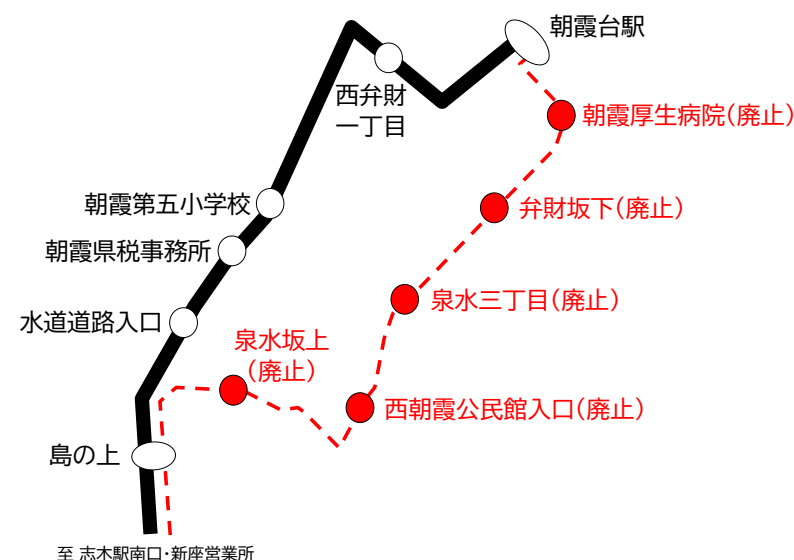 朝霞台駅
西弁財
一丁目
朝霞厚生病院(廃止)
朝霞第五小学校
弁財坂下(廃止)
朝霞県税事務所
泉水三丁目(廃止)
水道道路入口
泉水坂上
(廃止)
西朝霞公民館入口(廃止)
島の上
至 志木駅南口・新座営業所